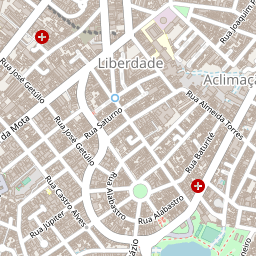 Rua Joaquim P
Liberdade
Aclimaç
Rua José Getúlio
Rua Almeida Torres
da Mota
Rua Saturno
Rua José Getúlio
Rua Baturité
Rua Castro Alves
Rua Alabastro
Rua Júpiter
Rua Alabastro
ázio